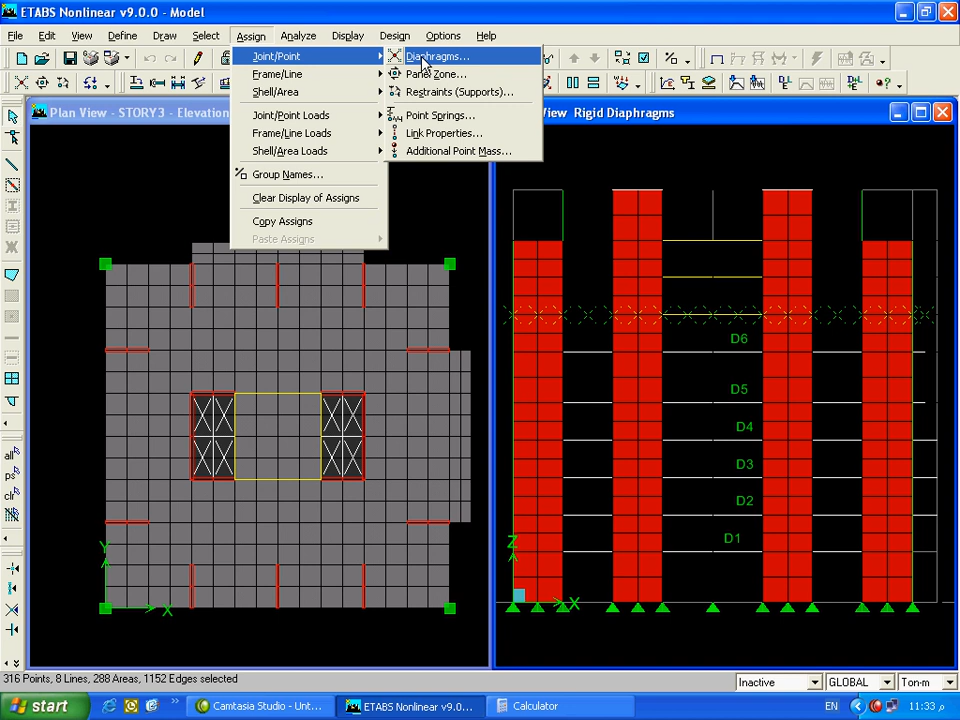 ETABS Nonlinear v9.0.0 - Model
File Edit View Define Draw Select Assign Analyze Display Design Options Help
Joint/Point
Frame/Line
Shell/Area
Joint/Point Loads
Frame/Line Loads
Shell/Area Loads
Group Names...
Clear Display of Assigns
Copy Assigns
Paste Assigns
Diaphragms...
Panel Zone...
Restraints (Supports)...
Point Springs...
Link Properties...
Additional Point Mass...
Plan View - STORY3 - Elevation
View Rigid Diaphragms
all
ps
clr
D6
D5
D4
D3
D2
D1
Z
X
Y
X
316 Points, 8 Lines, 288 Areas, 1152 Edges selected
Inactive
GLOBAL
Ton-m
start
Camtasia Studio - Unt...
ETABS Nonlinear v9.0....
Calculator
EN
11:33 م